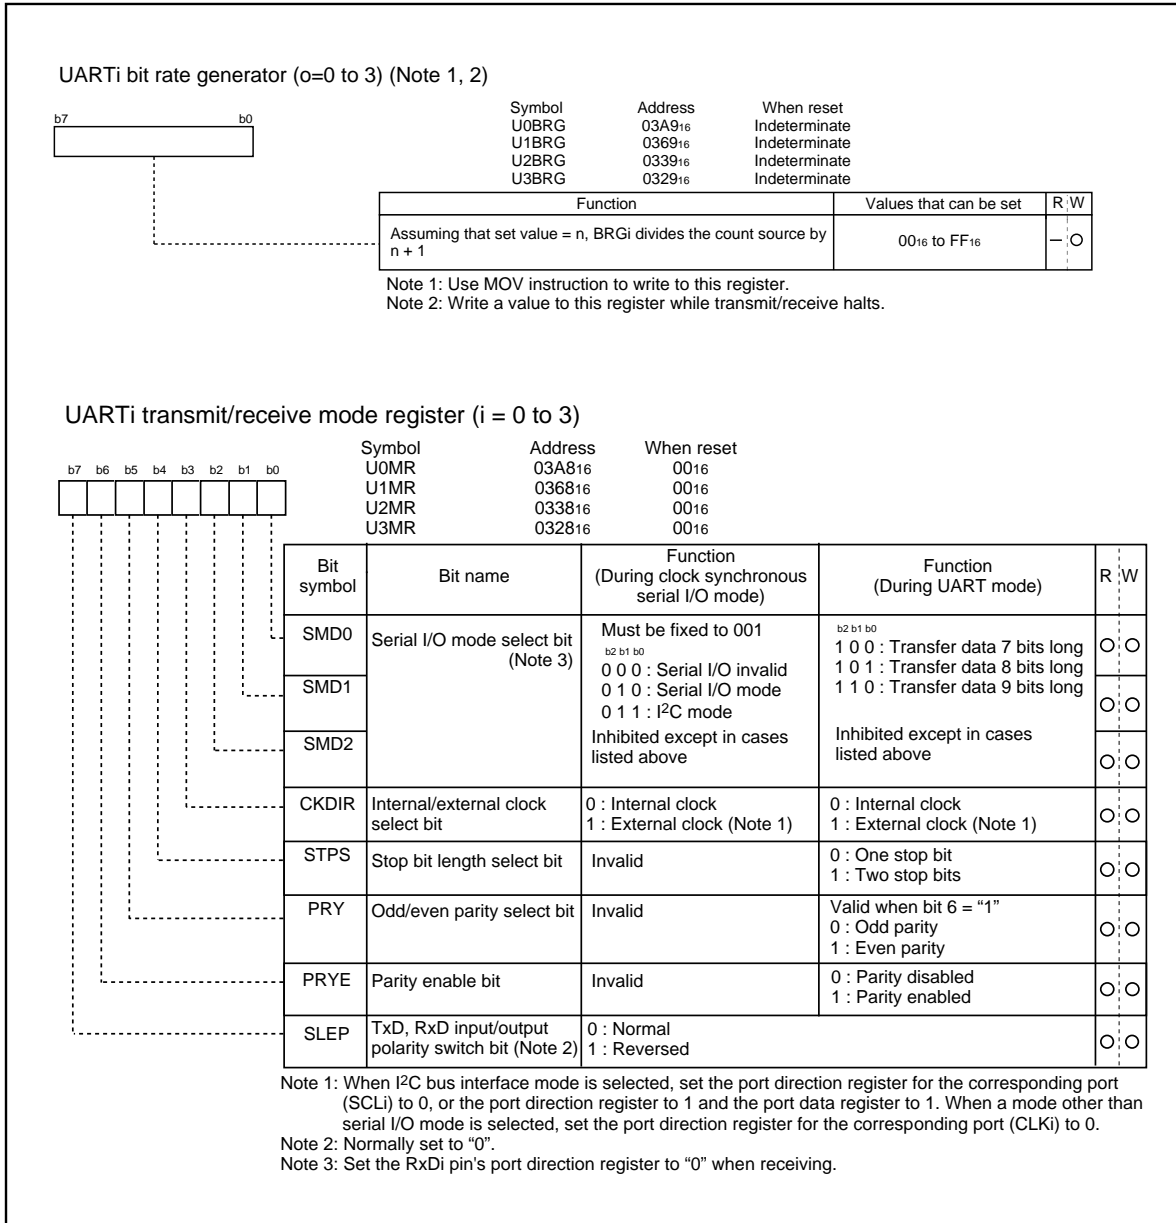 UARTi bit rate generator (o=0 to 3) (Note 1, 2)
b7 b0
Symbol Address When reset
U0BRG 03A916 Indeterminate
U1BRG 036916 Indeterminate
U2BRG 033916 Indeterminate
U3BRG 032916 Indeterminate
Function Values that can be set R W
Assuming that set value = n, BRGi divides the count source by
n + 1
0016 to FF16
Note 1: Use MOV instruction to write to this register.
Note 2: Write a value to this register while transmit/receive halts.
UARTi transmit/receive mode register (i = 0 to 3)
b7 b6 b5 b4 b3 b2 b1 b0
Symbol Address When reset
U0MR 03A816 0016
U1MR 036816 0016
U2MR 033816 0016
U3MR 032816 0016
Bit
symbol
Bit name
Function
(During clock synchronous
serial I/O mode)
Function
(During UART mode)
R W
SMD0
SMD1
SMD2
Serial I/O mode select bit
(Note 3)
Must be fixed to 001
b2 b1 b0
0 0 0 : Serial I/O invalid
0 1 0 : Serial I/O mode
0 1 1 : I2C mode
Inhibited except in cases
listed above
b2 b1 b0
1 0 0 : Transfer data 7 bits long
1 0 1 : Transfer data 8 bits long
1 1 0 : Transfer data 9 bits long
Inhibited except in cases
listed above
CKDIR
Internal/external clock
select bit
0 : Internal clock
1 : External clock (Note 1)
0 : Internal clock
1 : External clock (Note 1)
STPS
Stop bit length select bit
Invalid
0 : One stop bit
1 : Two stop bits
PRY
Odd/even parity select bit
Invalid
Valid when bit 6 = “1”
0 : Odd parity
1 : Even parity
PRYE
Parity enable bit
Invalid
0 : Parity disabled
1 : Parity enabled
SLEP
TxD, RxD input/output
polarity switch bit (Note 2)
0 : Normal
1 : Reversed
Note 1: When I2C bus interface mode is selected, set the port direction register for the corresponding port
(SCLi) to 0, or the port direction register to 1 and the port data register to 1. When a mode other than
serial I/O mode is selected, set the port direction register for the corresponding port (CLKi) to 0.
Note 2: Normally set to “0”.
Note 3: Set the RxDi pin's port direction register to “0” when receiving.